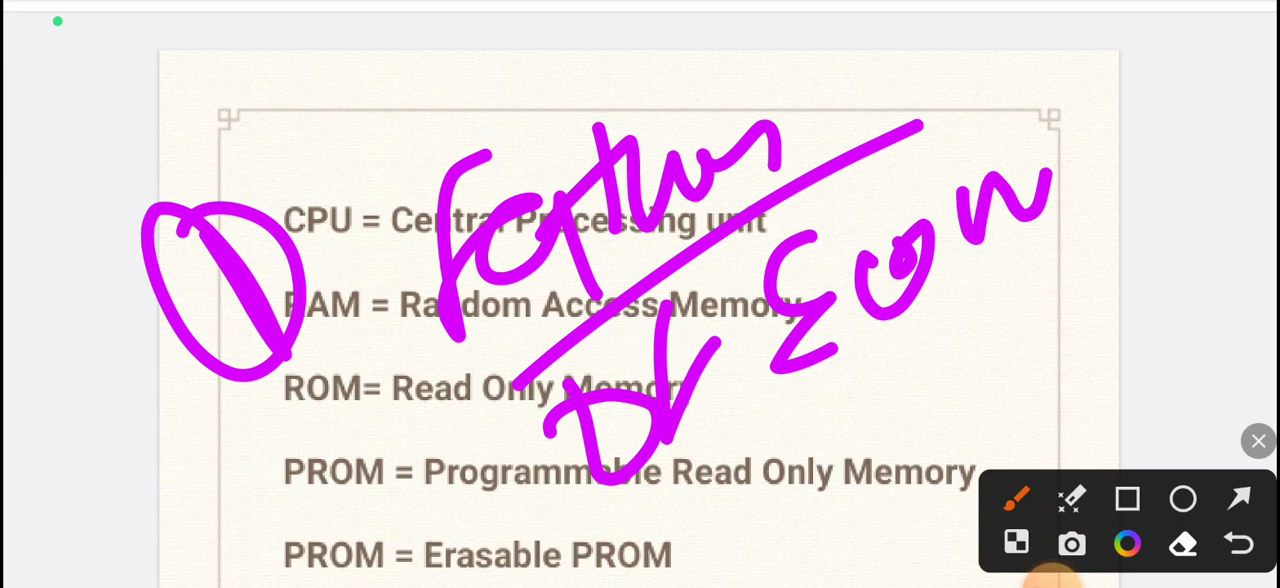 CPU = Central Processing unit
RAM = Random Access Memory
ROM= Read Only Memory
PROM = Programmable Read Only Memory
PROM = Erasable PROM